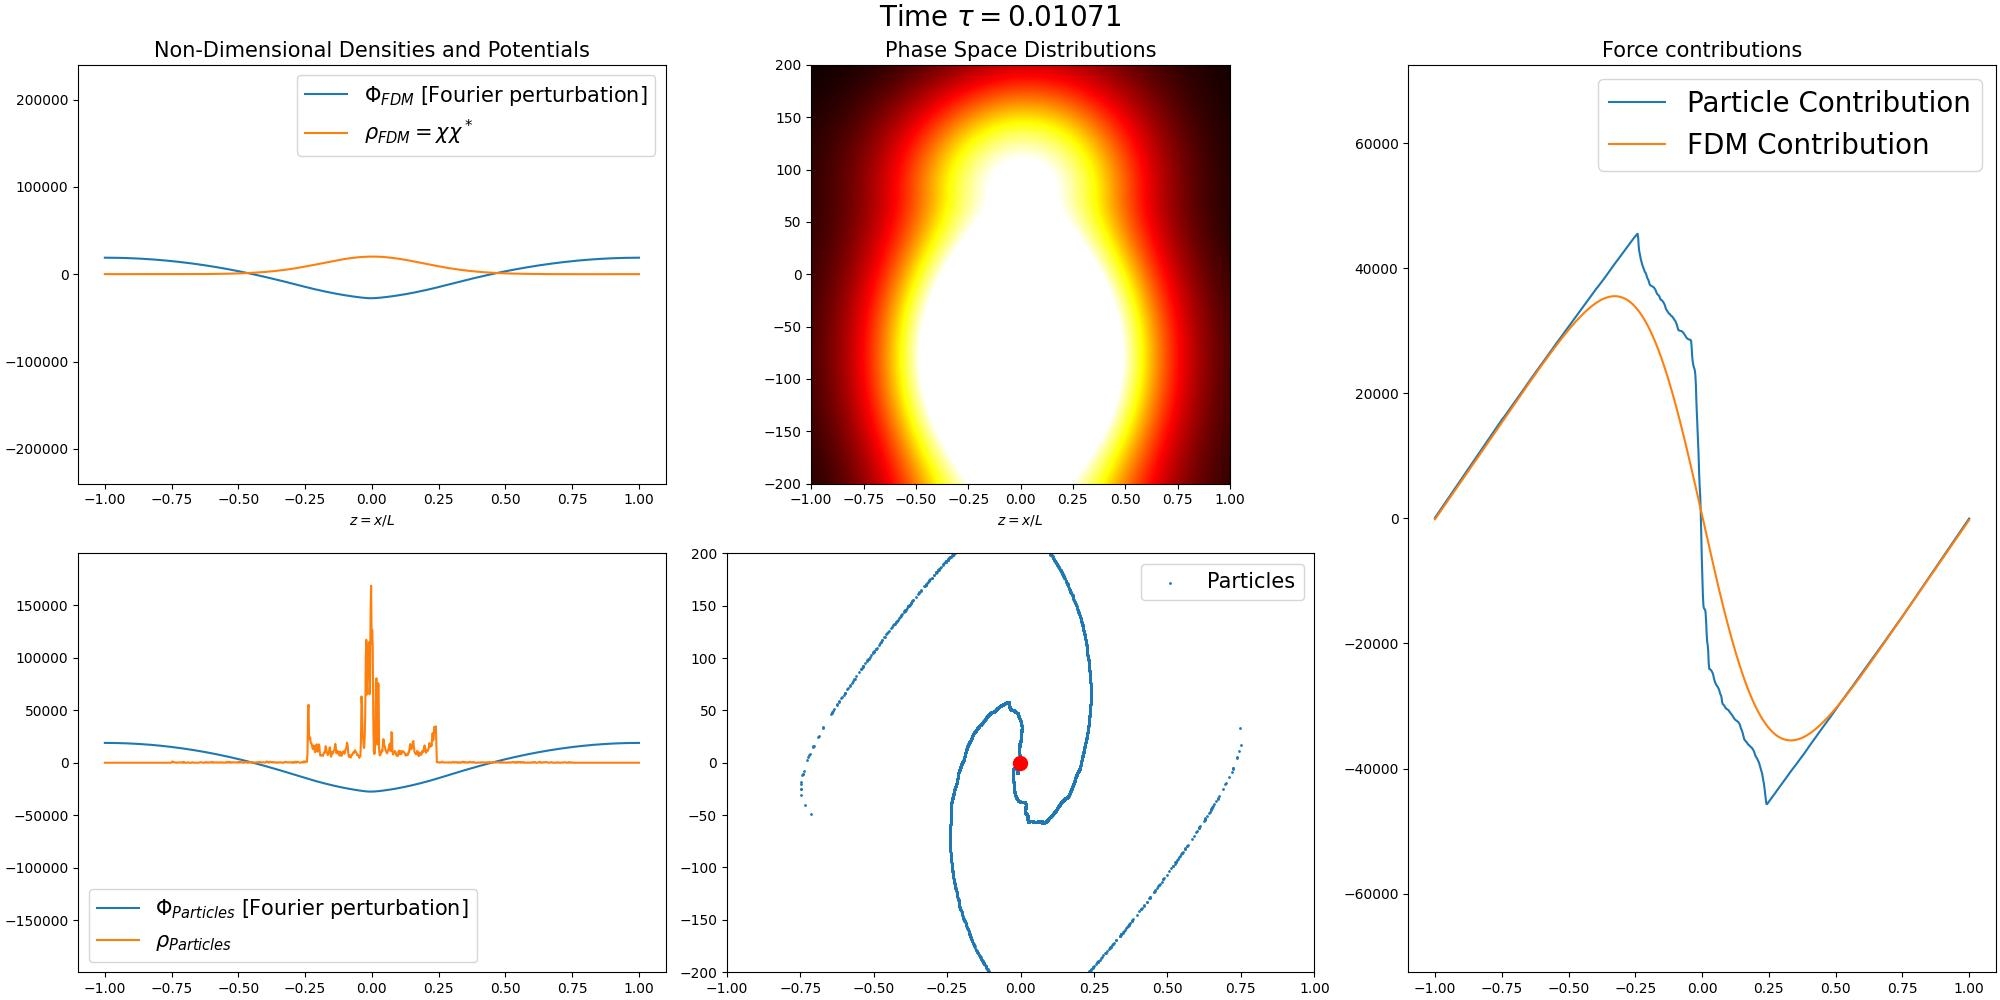 Time τ = 0.01071
Non-Dimensional Densities and Potentials
Φ_FDM [Fourier perturbation]
ρ_FDM = χχ*
200000
100000
0
−100000
−200000
−1.00 −0.75 −0.50 −0.25 0.00 0.25 0.50 0.75 1.00
z = x/L
Phase Space Distributions
200
150
100
50
0
−50
−100
−150
−200
−1.00 −0.75 −0.50 −0.25 0.00 0.25 0.50 0.75 1.00
z = x/L
Force contributions
Particle Contribution
FDM Contribution
60000
40000
20000
0
−20000
−40000
−60000
−1.00 −0.75 −0.50 −0.25 0.00 0.25 0.50 0.75 1.00
150000
100000
50000
0
−50000
−100000
−150000
Φ_Particles [Fourier perturbation]
ρ_Particles
−1.00 −0.75 −0.50 −0.25 0.00 0.25 0.50 0.75 1.00
Particles
200
150
100
50
0
−50
−100
−150
−200
−1.00 −0.75 −0.50 −0.25 0.00 0.25 0.50 0.75 1.00